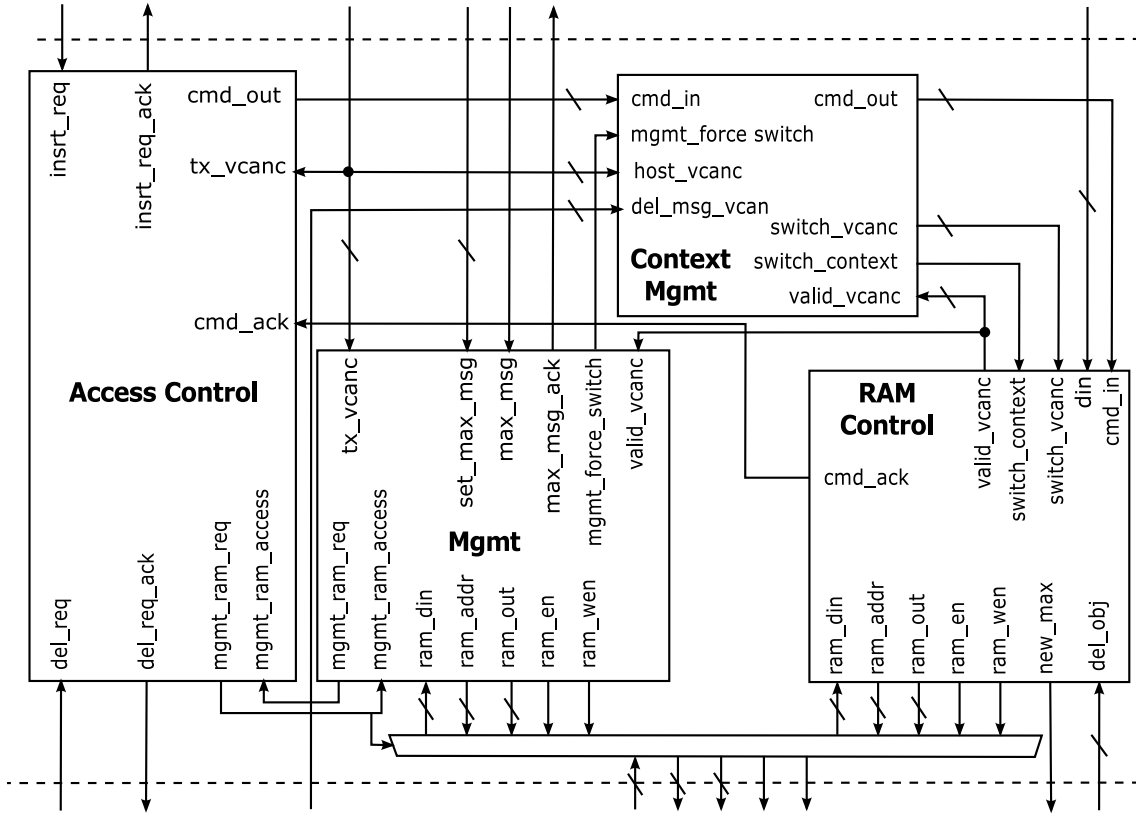 insrt_req
insrt_req_ack
cmd_out
tx_vcanc
cmd_ack
Access Control
del_req
del_req_ack
mgmt_ram_req
mgmt_ram_access
cmd_in
cmd_out
mgmt_force switch
host_vcanc
del_msg_vcan
switch_vcanc
Context
Mgmt
switch_context
valid_vcanc
tx_vcanc
set_max_msg
max_msg
max_msg_ack
mgmt_force_switch
valid_vcanc
Mgmt
mgmt_ram_req
mgmt_ram_access
ram_din
ram_addr
ram_out
ram_en
ram_wen
RAM
Control
valid_vcanc
switch_context
switch_vcanc
din
cmd_in
cmd_ack
ram_din
ram_addr
ram_out
ram_en
ram_wen
new_max
del_obj